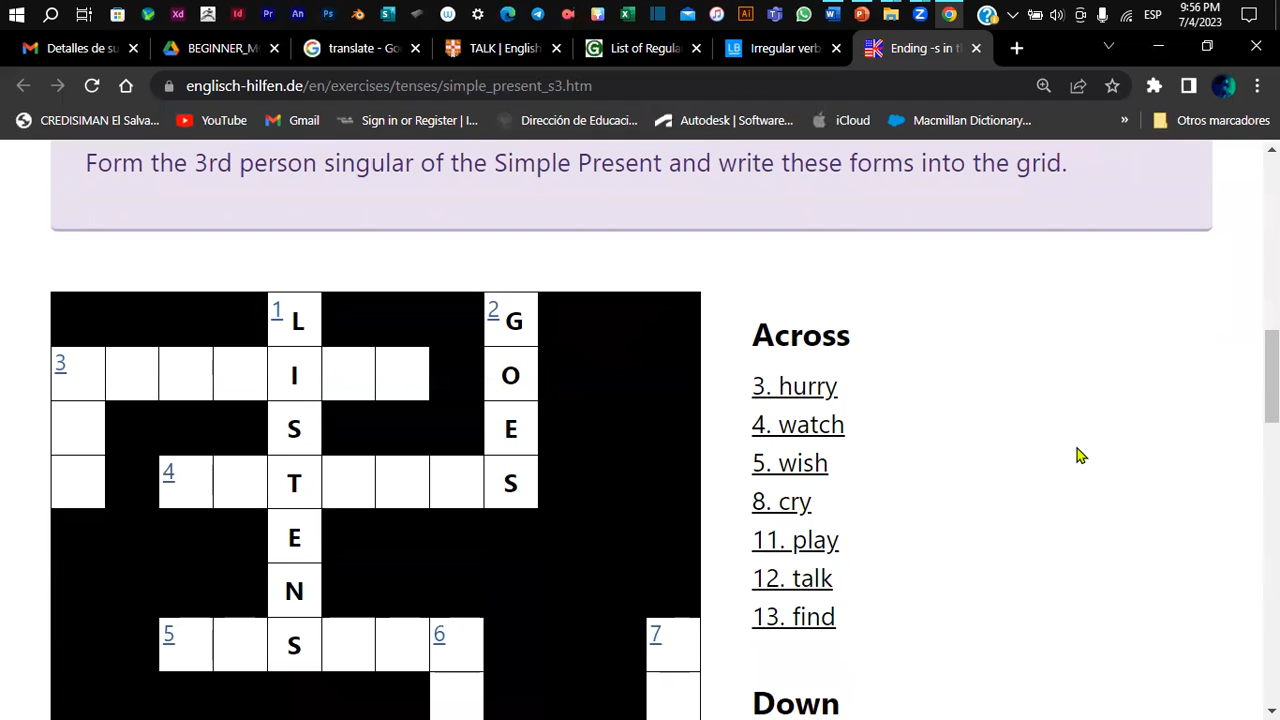 9:56 PM
ESP
7/4/2023
Detalles de su
BEGINNER_M
translate - Go
TALK | English
List of Regula
Irregular verb
Ending -s in t
englisch-hilfen.de/en/exercises/tenses/simple_present_s3.htm
CREDISIMAN El Salva...
YouTube
Gmail
Sign in or Register | I...
Dirección de Educaci...
Autodesk | Software...
iCloud
Macmillan Dictionary...
»
Otros marcadores
Form the 3rd person singular of the Simple Present and write these forms into the grid.
1 L 2 G
3 I O
S E
4 T S
E
N
5 S 6 7
Across
3. hurry
4. watch
5. wish
8. cry
11. play
12. talk
13. find
Down